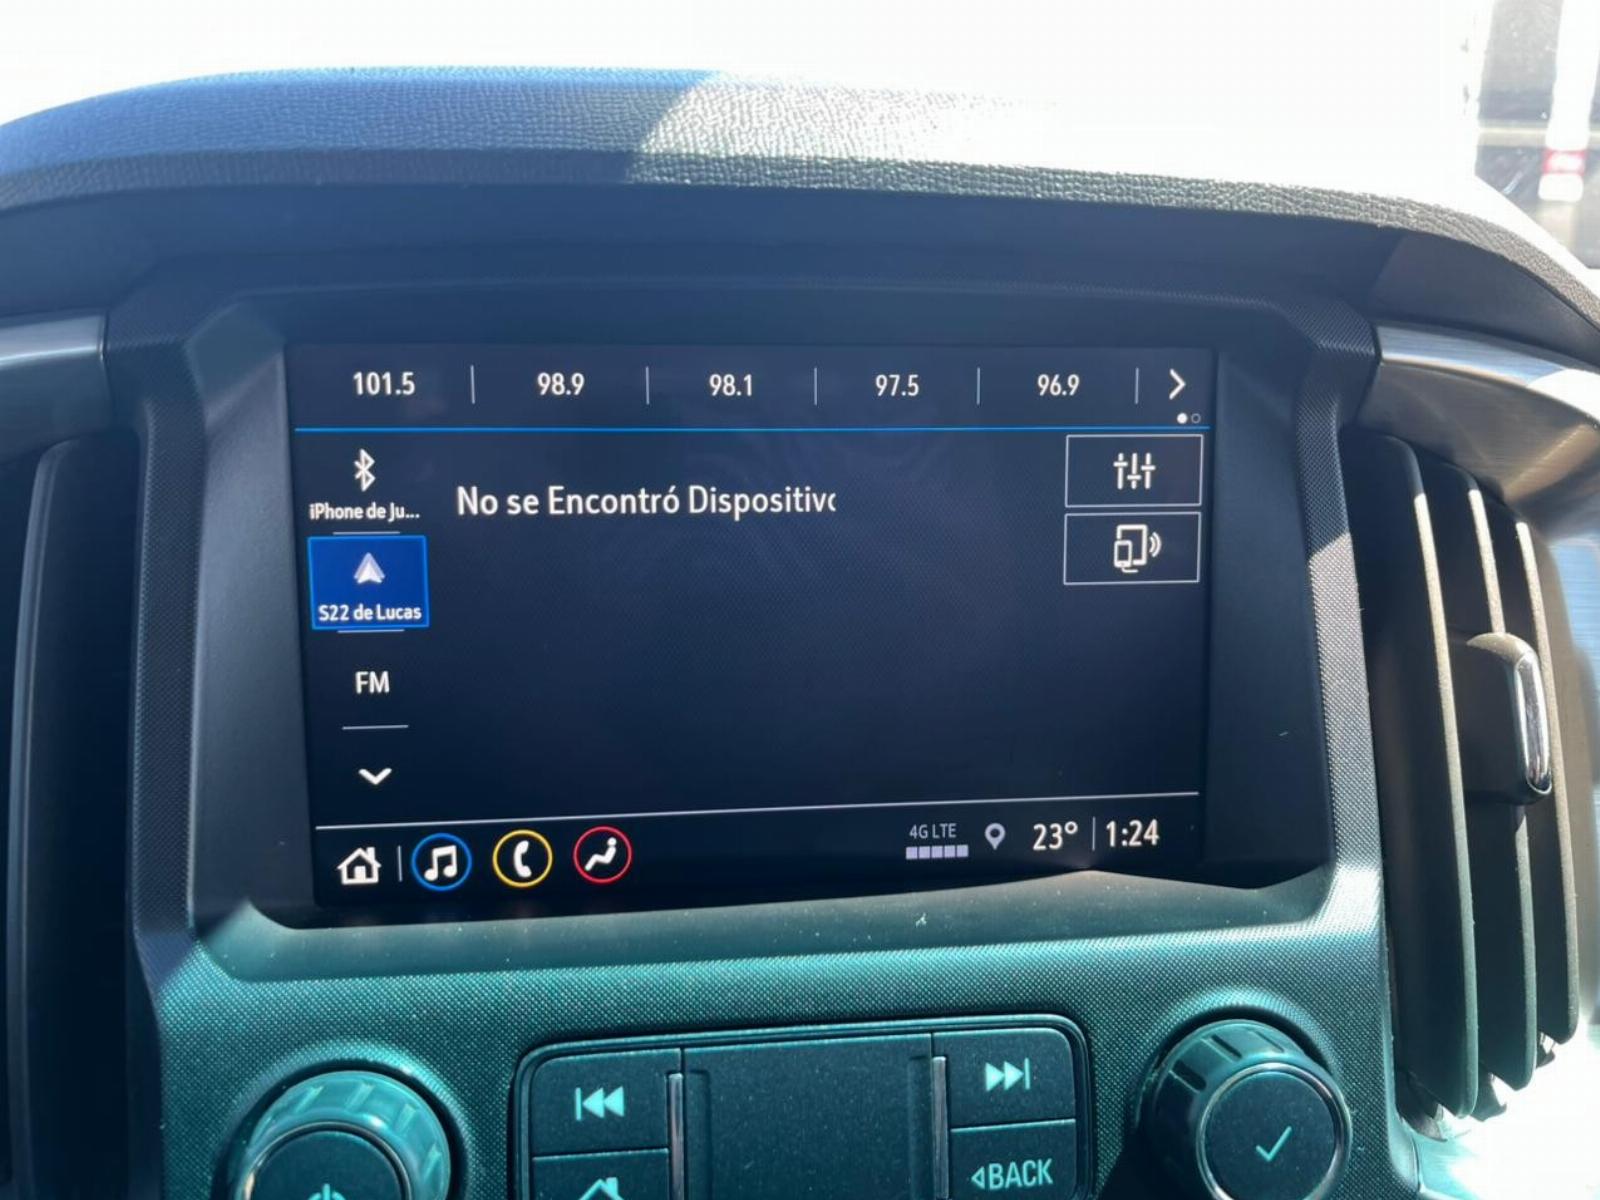 101.5 98.9 98.1 97.5 96.9
iPhone de Ju...
No se Encontró Dispositivo
S22 de Lucas
FM
4G LTE 23° 1:24
BACK